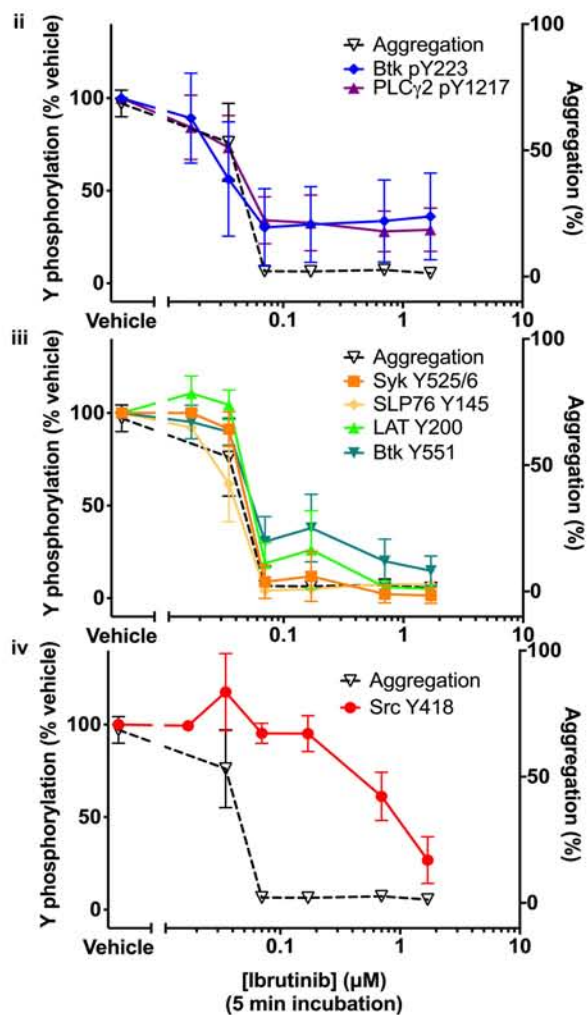 ii
Y phosphorylation (% vehicle)
100
50
0
Aggregation
Btk pY223
PLCγ2 pY1217
100
50
0
Aggregation (%)
Vehicle
0.1
1
10
iii
Y phosphorylation (% vehicle)
100
50
0
Aggregation
Syk Y525/6
SLP76 Y145
LAT Y200
Btk Y551
100
50
0
Aggregation (%)
Vehicle
0.1
1
10
iv
Y phosphorylation (% vehicle)
100
50
0
Aggregation
Src Y418
100
50
0
Aggregation (%)
Vehicle
0.1
1
10
[Ibrutinib] (μM)
(5 min incubation)